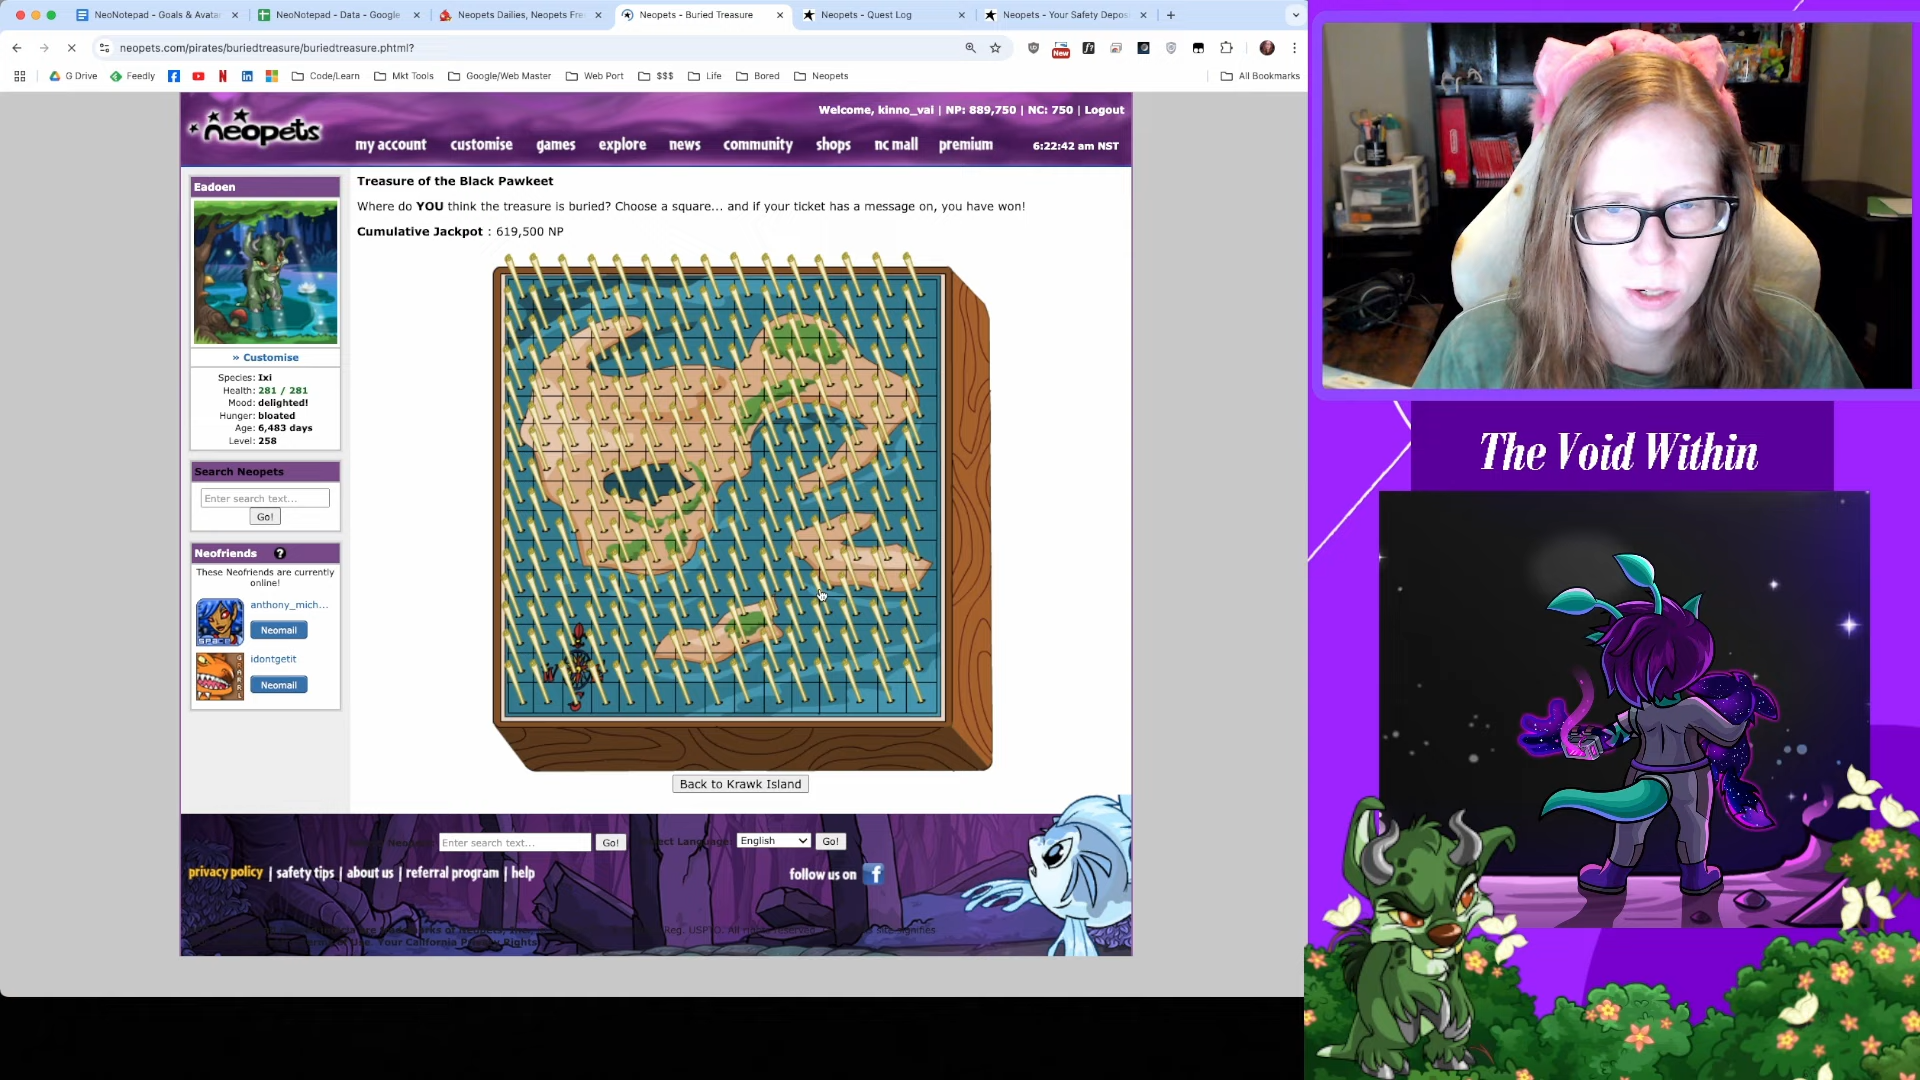 NeoNotepad - Goals & Avata
NeoNotepad - Data - Google
Neopets Dailies, Neopets Fre
Neopets - Buried Treasure
Neopets - Quest Log
Neopets - Your Safety Depos
neopets.com/pirates/buriedtreasure/buriedtreasure.phtml?
New
G Drive
Feedly
Code/Learn
Mkt Tools
Google/Web Master
Web Port
$$$
Life
Bored
Neopets
All Bookmarks
neopets
Welcome, kinno_vai | NP: 889,750 | NC: 750 | Logout
my account customise games explore news community shops nc mall premium
6:22:42 am NST
Eadoen
» Customise
Species: Ixi
Health: 281 / 281
Mood: delighted!
Hunger: bloated
Age: 6,483 days
Level: 258
Search Neopets
Enter search text...
Go!
Neofriends ?
These Neofriends are currently
online!
anthony_mich...
Neomail
SPACE
idontgetit
Neomail
GRARRL
Treasure of the Black Pawkeet
Where do YOU think the treasure is buried? Choose a square... and if your ticket has a message on, you have won!
Cumulative Jackpot : 619,500 NP
Back to Krawk Island
Enter search text...
Go!
English
Go!
privacy policy | safety tips | about us | referral program | help
follow us on
The Void Within